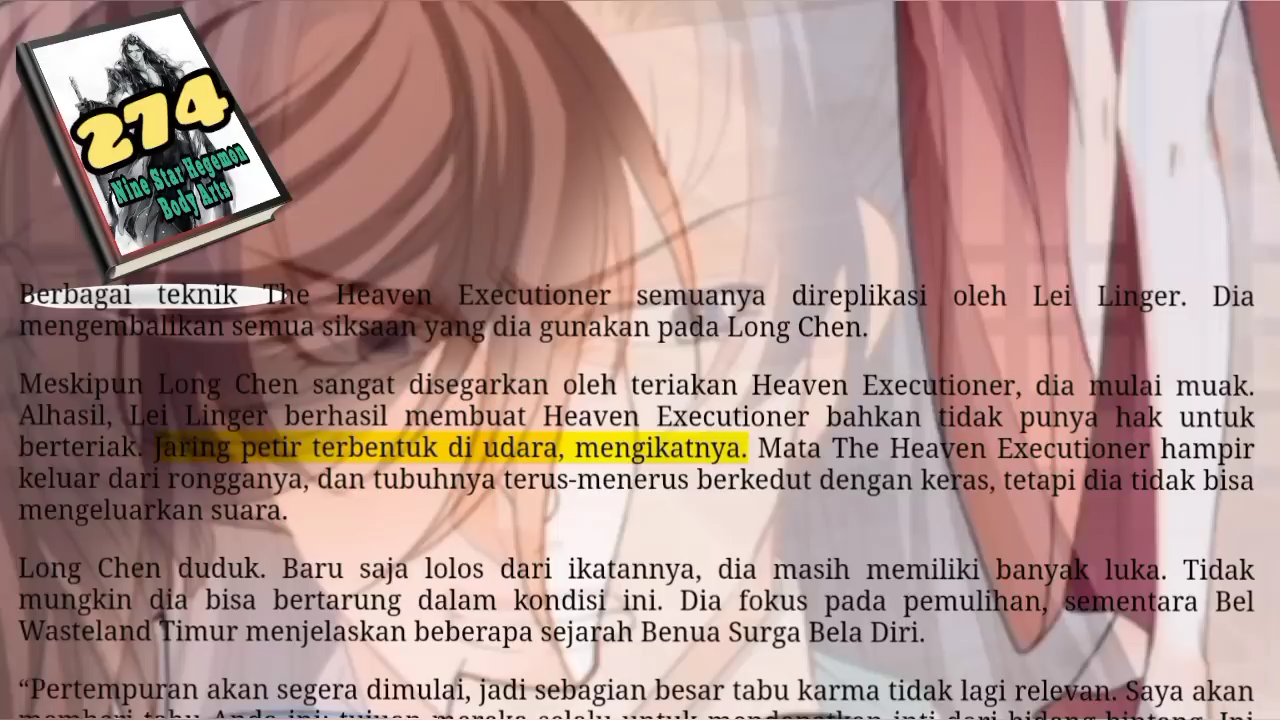 274
Nine Star Hegemon
Body Arts
Berbagai teknik The Heaven Executioner semuanya direplikasi oleh Lei Linger. Dia
mengembalikan semua siksaan yang dia gunakan pada Long Chen.
Meskipun Long Chen sangat disegarkan oleh teriakan Heaven Executioner, dia mulai muak.
Alhasil, Lei Linger berhasil membuat Heaven Executioner bahkan tidak punya hak untuk
berteriak. Jaring petir terbentuk di udara, mengikatnya. Mata The Heaven Executioner hampir
keluar dari rongganya, dan tubuhnya terus-menerus berkedut dengan keras, tetapi dia tidak bisa
mengeluarkan suara.
Long Chen duduk. Baru saja lolos dari ikatannya, dia masih memiliki banyak luka. Tidak
mungkin dia bisa bertarung dalam kondisi ini. Dia fokus pada pemulihan, sementara Bel
Wasteland Timur menjelaskan beberapa sejarah Benua Surga Bela Diri.
“Pertempuran akan segera dimulai, jadi sebagian besar tabu karma tidak lagi relevan. Saya akan